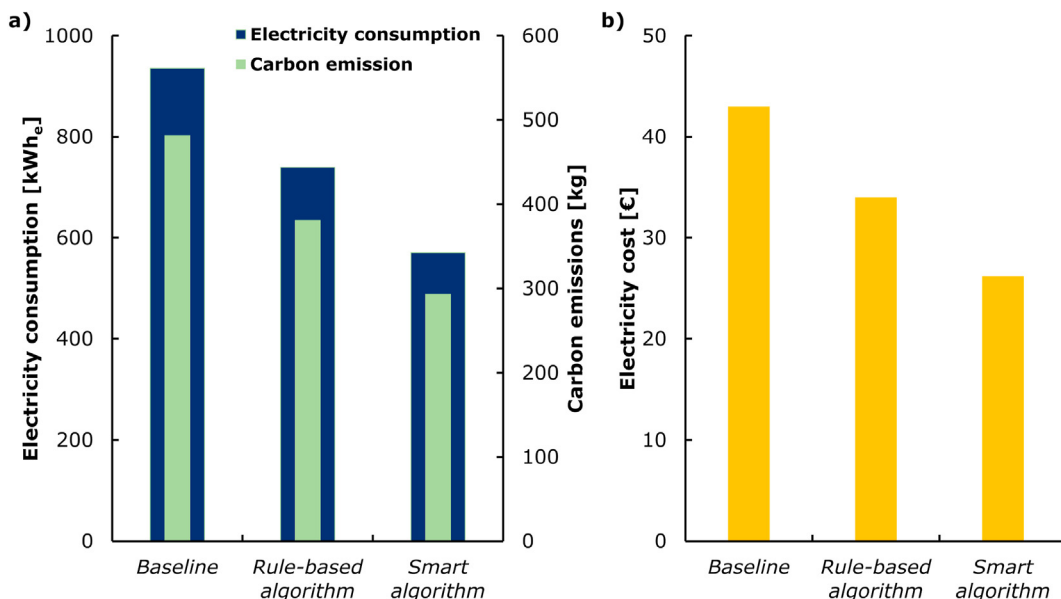 a)
Electricity consumption [kWhₑ]
1000
800
600
400
200
0
Electricity consumption
Carbon emission
600
500
400
300
200
100
0
Carbon emissions [kg]
Baseline
Rule-based
algorithm
Smart
algorithm
b)
Electricity cost [€]
50
40
30
20
10
0
Baseline
Rule-based
algorithm
Smart
algorithm